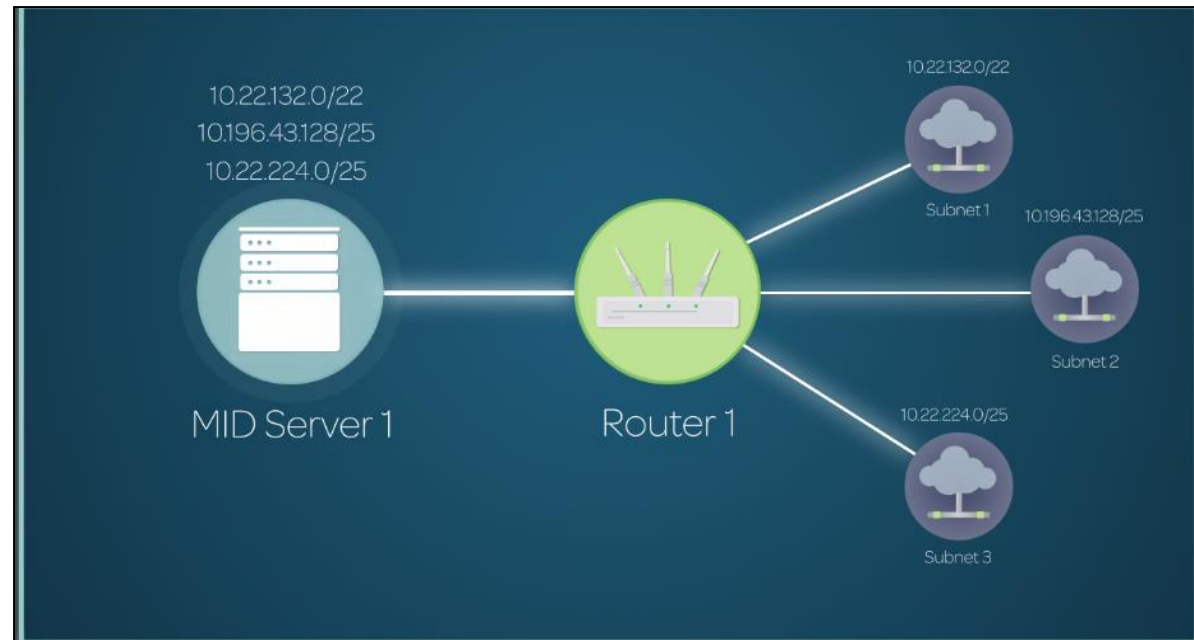 10.22.132.0/22
10.196.43.128/25
10.22.224.0/25
MID Server 1
Router 1
10.22.132.0/22
Subnet 1
10.196.43.128/25
Subnet 2
10.22.224.0/25
Subnet 3